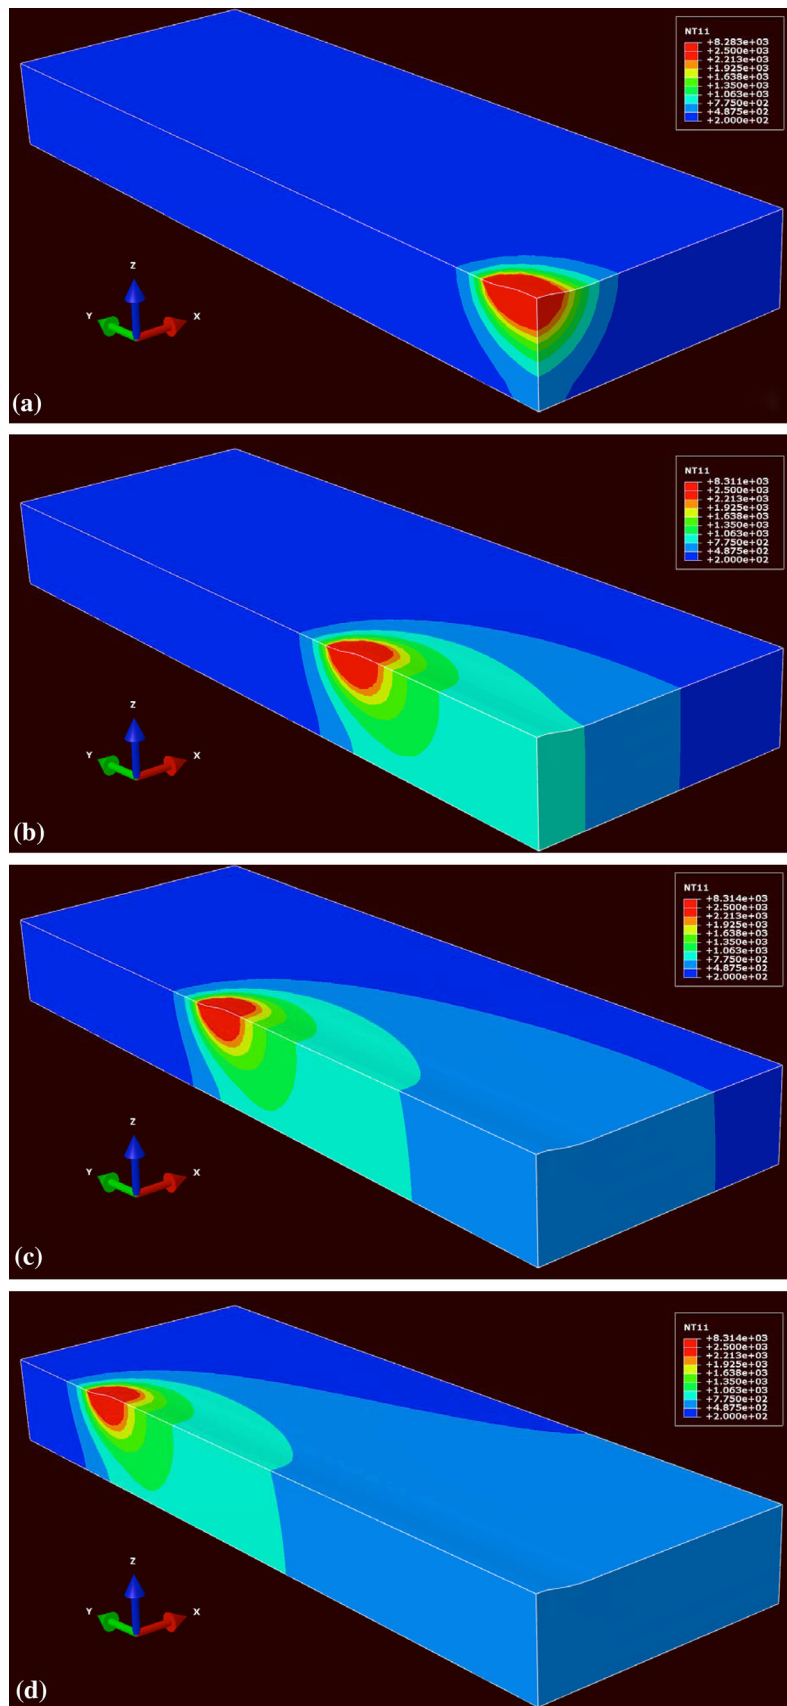 NT11
+8.283e+03
+2.500e+03
+2.213e+03
+1.925e+03
+1.638e+03
+1.350e+03
+1.063e+03
+7.750e+02
+4.875e+02
+2.000e+02
Z
Y
X
(a)
NT11
+8.311e+03
+2.500e+03
+2.213e+03
+1.925e+03
+1.638e+03
+1.350e+03
+1.063e+03
+7.750e+02
+4.875e+02
+2.000e+02
Z
Y
X
(b)
NT11
+8.314e+03
+2.500e+03
+2.213e+03
+1.925e+03
+1.638e+03
+1.350e+03
+1.063e+03
+7.750e+02
+4.875e+02
+2.000e+02
Z
Y
X
(c)
NT11
+8.314e+03
+2.500e+03
+2.213e+03
+1.925e+03
+1.638e+03
+1.350e+03
+1.063e+03
+7.750e+02
+4.875e+02
+2.000e+02
Z
Y
X
(d)